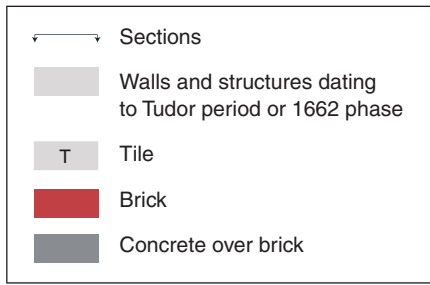 Sections
Walls and structures dating
to Tudor period or 1662 phase
T Tile
Brick
Concrete over brick